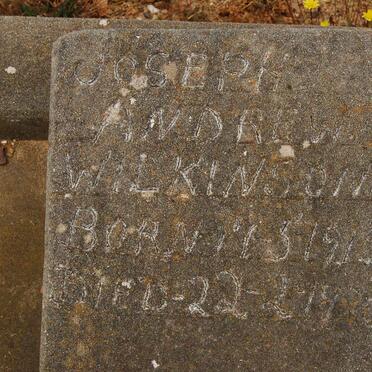 JOSEPH
ANDREW
WILKINSON
BORN
DIED-22-